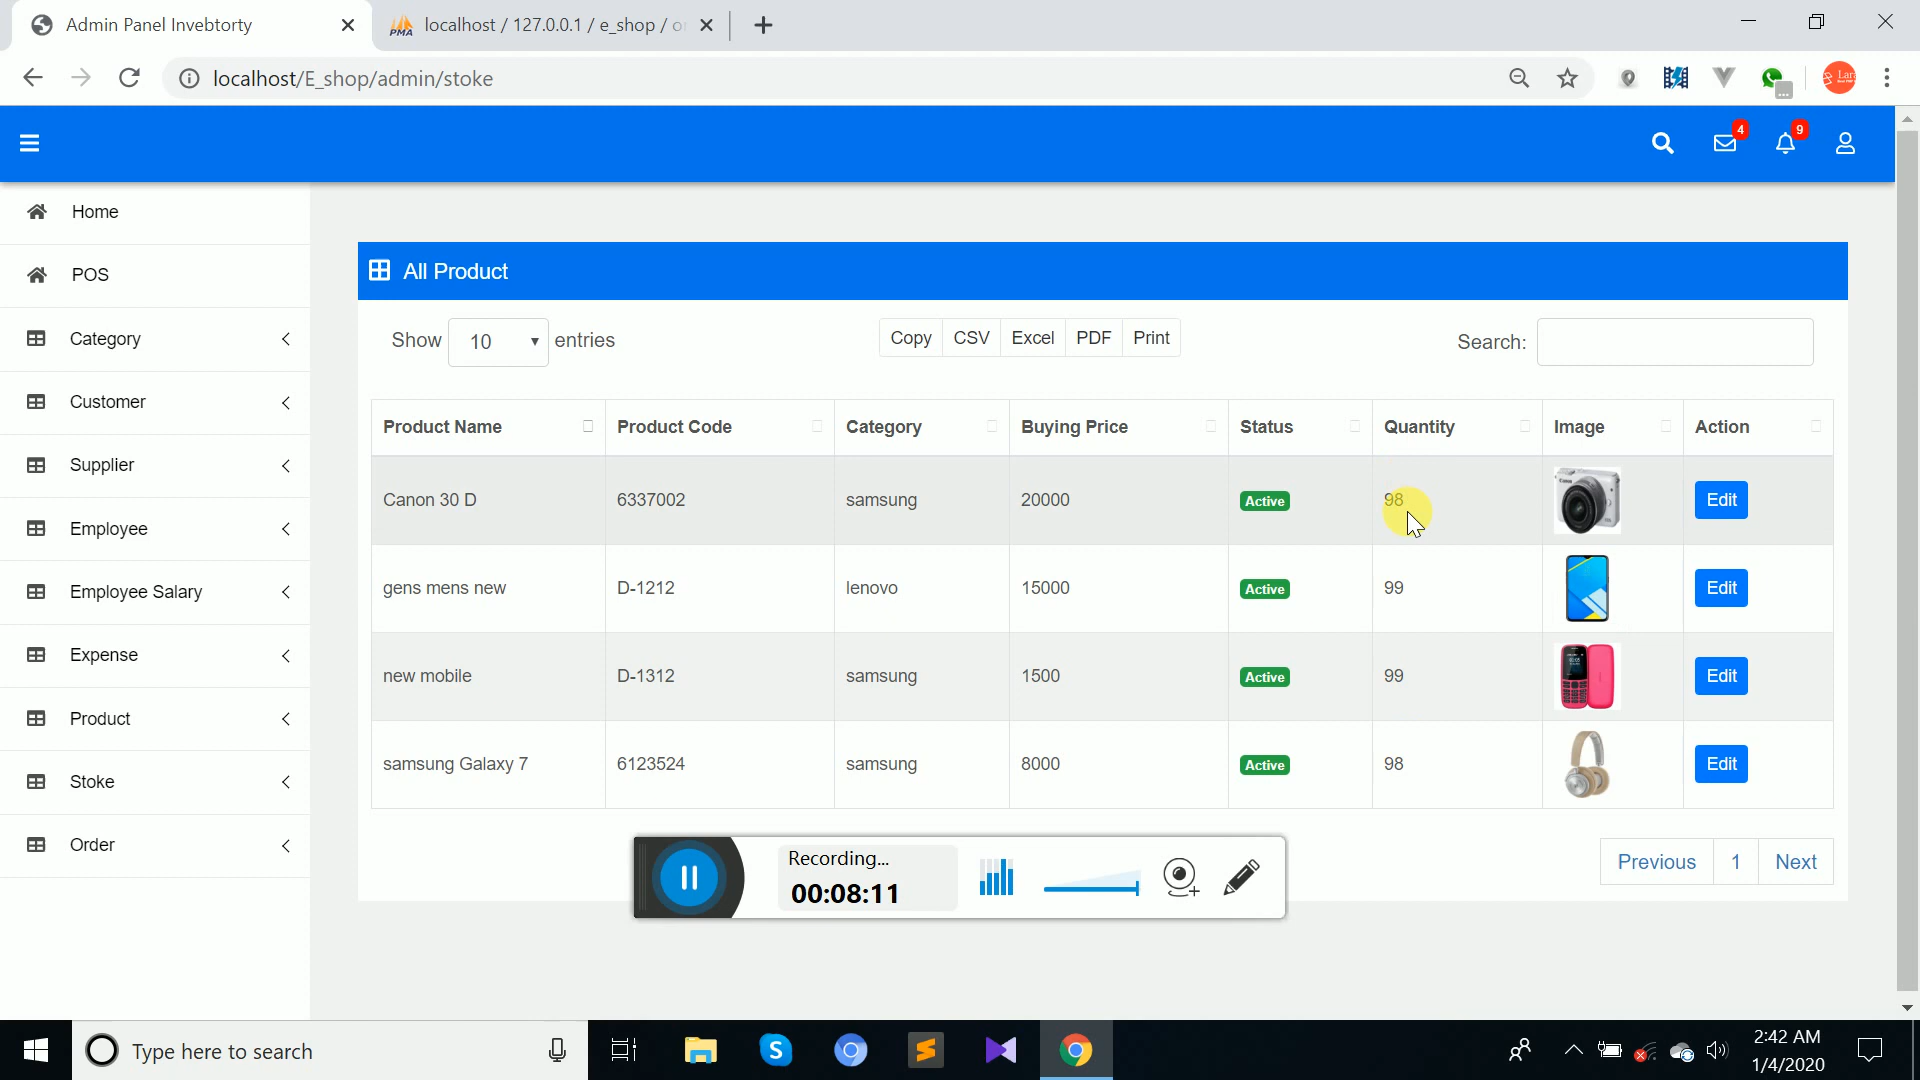 Admin Panel Invebtorty
localhost / 127.0.0.1 / e_shop / o
localhost/E_shop/admin/stoke
4
9
Home
POS
Category
Customer
Supplier
Employee
Employee Salary
Expense
Product
Stoke
Order
All Product
Show 10 entries
Copy CSV Excel PDF Print
Search:
Product Name Product Code Category Buying Price Status Quantity Image Action
Canon 30 D 6337002 samsung 20000 Active 98 Edit
gens mens new D-1212 lenovo 15000 Active 99 Edit
new mobile D-1312 samsung 1500 Active 99 Edit
samsung Galaxy 7 6123524 samsung 8000 Active 98 Edit
Previous 1 Next
Recording...
00:08:11
Type here to search
2:42 AM
1/4/2020